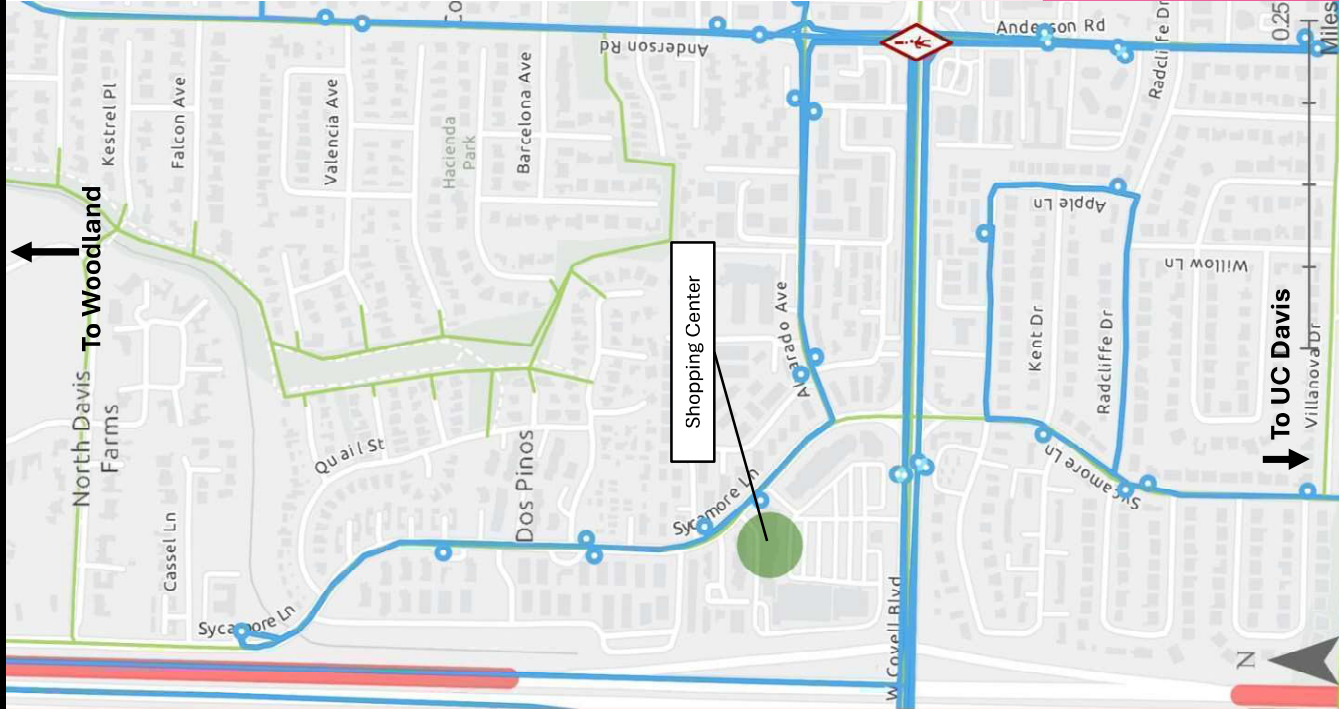 Co
Anderson Rd
Anderson Rd
Radcliffe Dr
0.25
Miles
Kestrel Pl
Falcon Ave
Valencia Ave
Hacienda
Park
Barcelona Ave
To Woodland
Apple Ln
Willow Ln
Shopping Center
Alvarado Ave
Kent Dr
Radcliffe Dr
To UC Davis
Villanova Dr
North Davis
Farms
Quail St
Dos Pinos
Sycamore Ln
Sycamore Ln
Cassel Ln
Sycamore Ln
W Covell Blvd
N